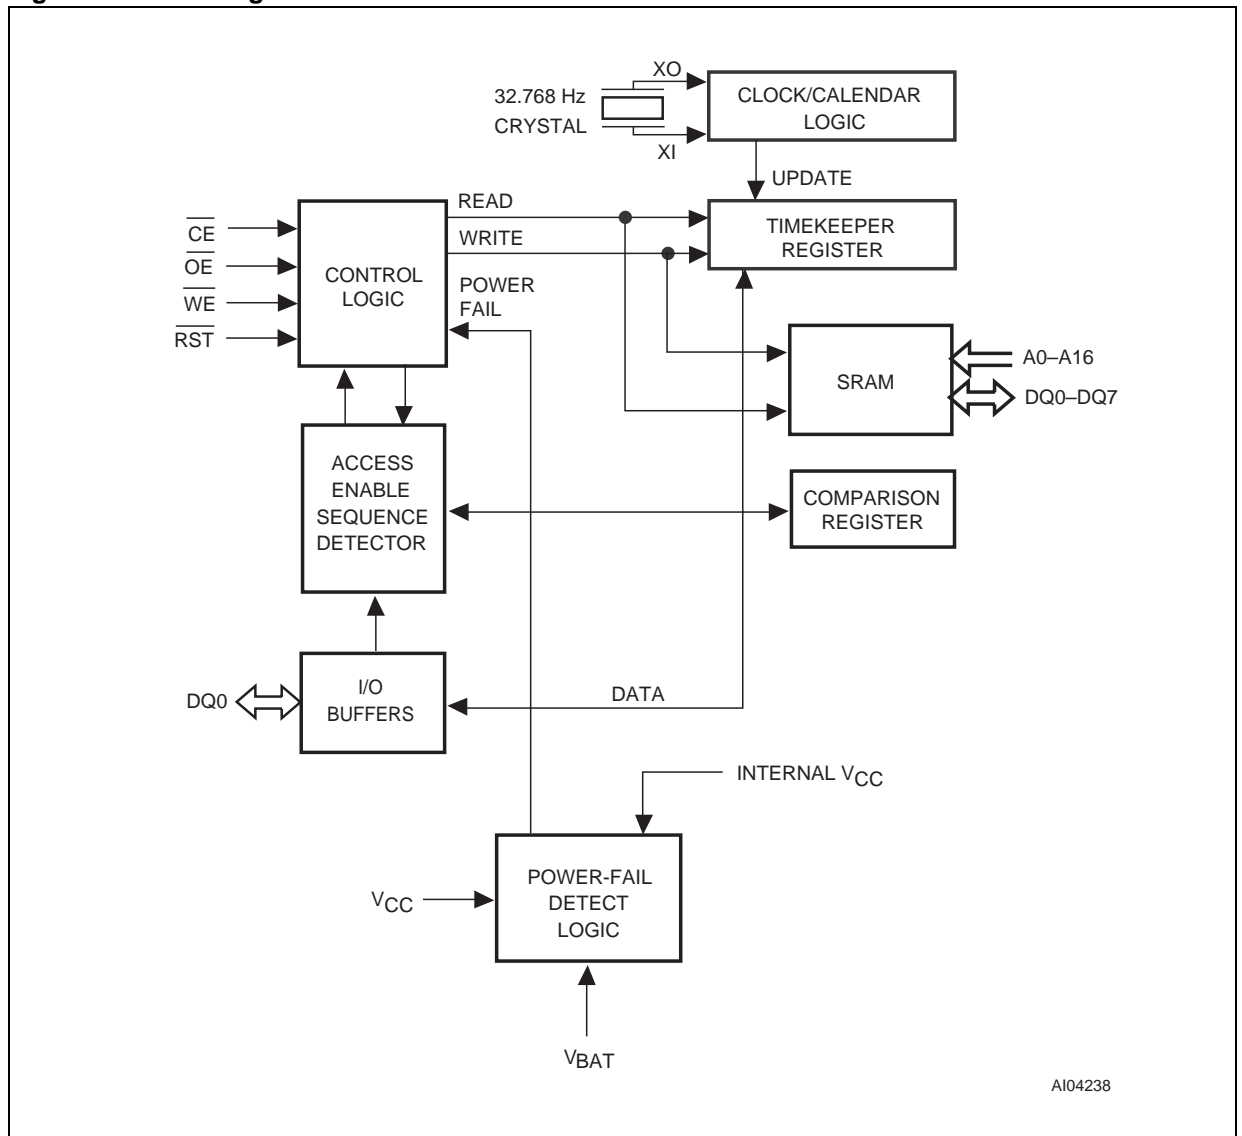 XO
32.768 Hz
CRYSTAL
XI
CLOCK/CALENDAR
LOGIC
UPDATE
READ
WRITE
POWER
FAIL
TIMEKEEPER
REGISTER
CE
OE
WE
RST
CONTROL
LOGIC
SRAM
A0–A16
DQ0–DQ7
ACCESS
ENABLE
SEQUENCE
DETECTOR
COMPARISON
REGISTER
DQ0
I/O
BUFFERS
DATA
INTERNAL VCC
VCC
POWER-FAIL
DETECT
LOGIC
VBAT
AI04238